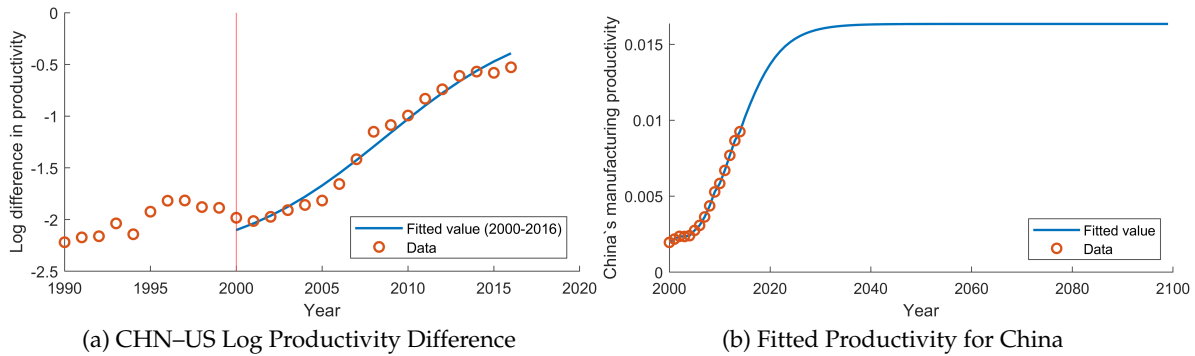 0
-0.5
-1
-1.5
-2
-2.5
Log difference in productivity
1990 1995 2000 2005 2010 2015 2020
Year
Fitted value (2000-2016)
Data
(a) CHN–US Log Productivity Difference
0.015
0.01
0.005
0
China`s manufacturing productivity
2000 2020 2040 2060 2080 2100
Year
Fitted value
Data
(b) Fitted Productivity for China